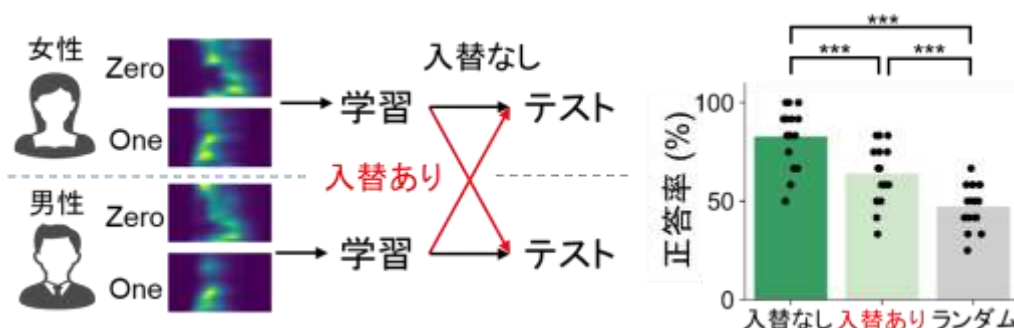 女性
Zero
One
男性
Zero
One
学習
学習
入替なし
入替あり
テスト
テスト
***
***
***
正答率 (%)
100
50
0
入替なし
入替あり
ランダム